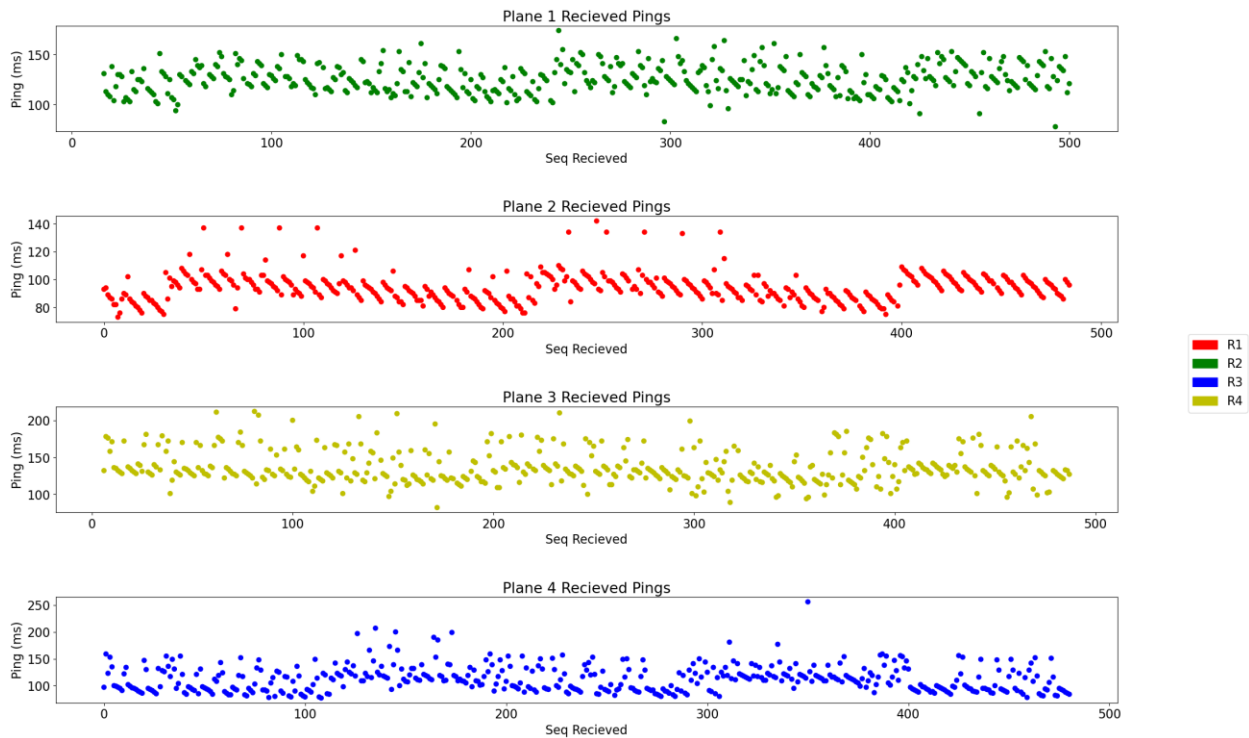 Plane 1 Recieved Pings
150
100
Ping (ms)
0 100 200 300 400 500
Seq Recieved
Plane 2 Recieved Pings
140
120
100
80
Ping (ms)
0 100 200 300 400 500
Seq Recieved
R1
R2
R3
R4
Plane 3 Recieved Pings
200
150
100
Ping (ms)
0 100 200 300 400 500
Seq Recieved
Plane 4 Recieved Pings
250
200
150
100
Ping (ms)
0 100 200 300 400 500
Seq Recieved